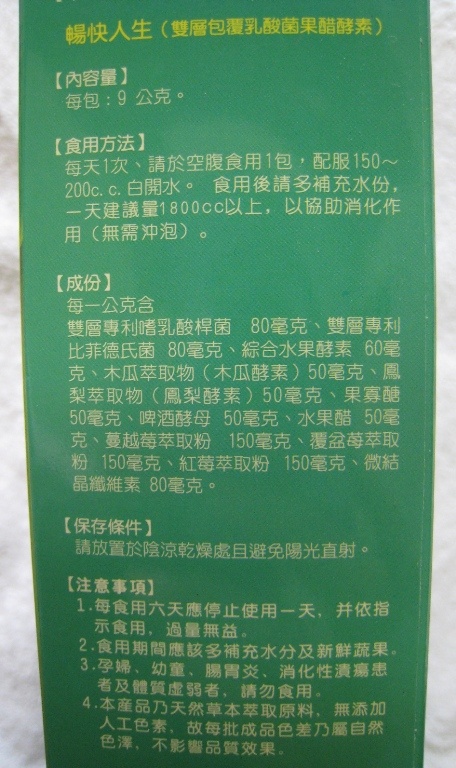 暢快人生（雙層包覆乳酸菌果醋酵素）
【內容量】
每包：9 公克。
【食用方法】
每天1次、請於空腹食用1包，配服150～
200c.c.白開水。 食用後請多補充水份，
一天建議量1800cc以上，以協助消化作
用（無需沖泡）。
【成份】
每一公克含
雙層專利嗜乳酸桿菌 80毫克、雙層專利
比菲德氏菌 80毫克、綜合水果酵素 60毫
克、木瓜萃取物（木瓜酵素）50毫克、鳳
梨萃取物（鳳梨酵素）50毫克、果寡醣
50毫克、啤酒酵母 50毫克、水果醋 50毫
克、蔓越莓萃取粉 150毫克、覆盆苺萃取
粉 150毫克、紅苺萃取粉 150毫克、微結
晶纖維素 80毫克。
【保存條件】
請放置於陰涼乾燥處且避免陽光直射。
【注意事項】
1.每食用六天應停止使用一天，并依指
示食用，過量無益。
2.食用期間應該多補充水分及新鮮蔬果。
3.孕婦、幼童、腸胃炎、消化性潰瘍患
者及體質虛弱者，請勿食用。
4.本產品乃天然草本萃取原料，無添加
人工色素，故每批成品色差乃屬自然
色澤，不影響品質效果。